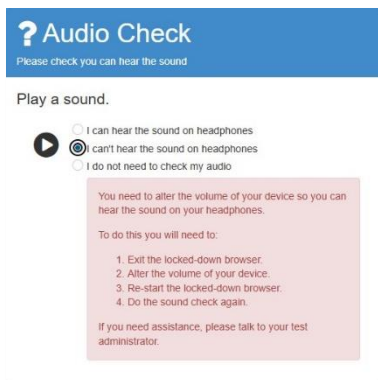 ? Audio Check
Please check you can hear the sound
Play a sound.
I can hear the sound on headphones
I can't hear the sound on headphones
I do not need to check my audio
You need to alter the volume of your device so you can
hear the sound on your headphones.
To do this you will need to:
1. Exit the locked-down browser.
2. Alter the volume of your device.
3. Re-start the locked-down browser.
4. Do the sound check again.
If you need assistance, please talk to your test
administrator.